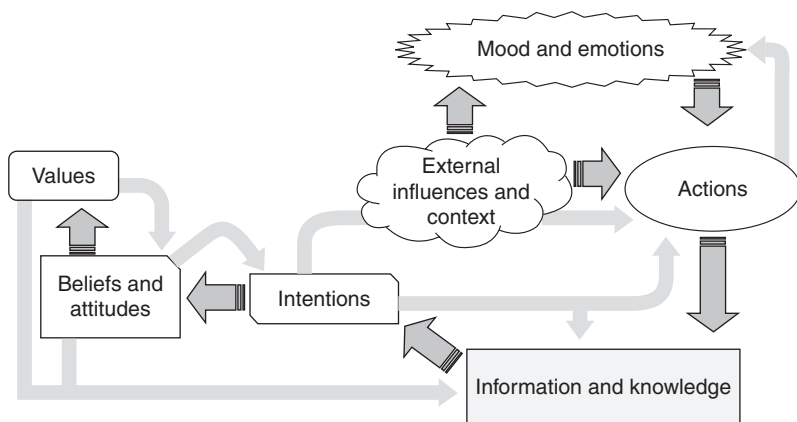 Mood and emotions
External
influences and
context
Values
Actions
Beliefs and
attitudes
Intentions
Information and knowledge